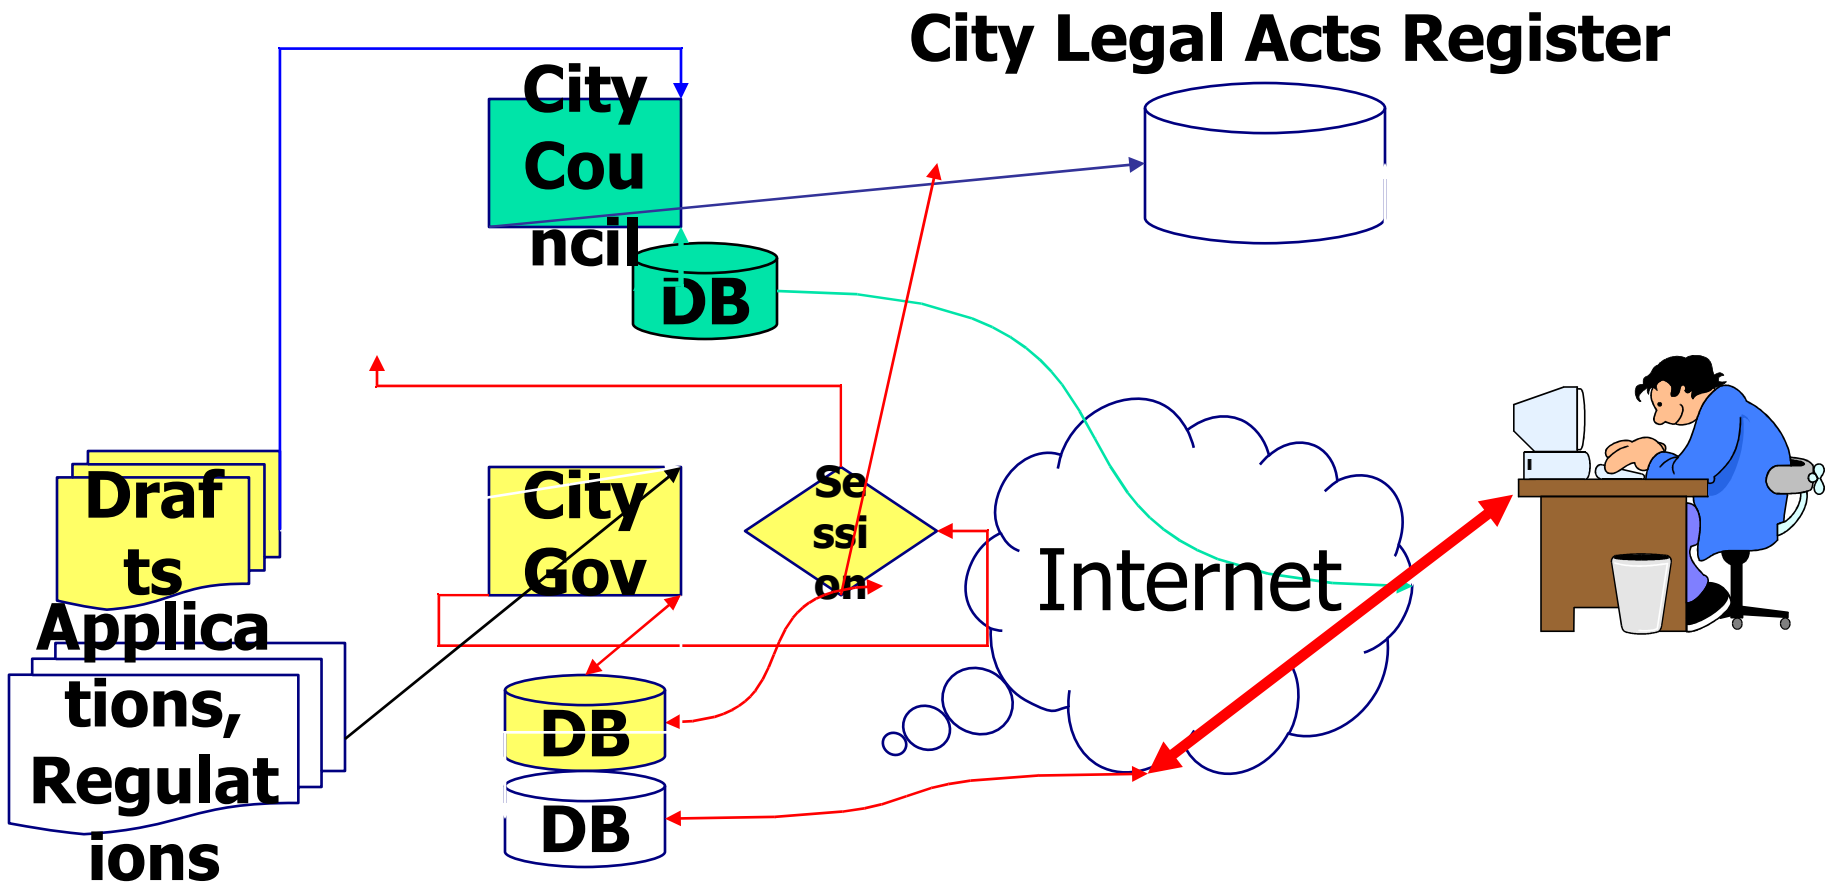 City Legal Acts Register
City
Cou
ncil
DB
Draf
ts
City
Gov
Se
ssi
on
Internet
Applica
tions,
Regulat
ions
DB
DB